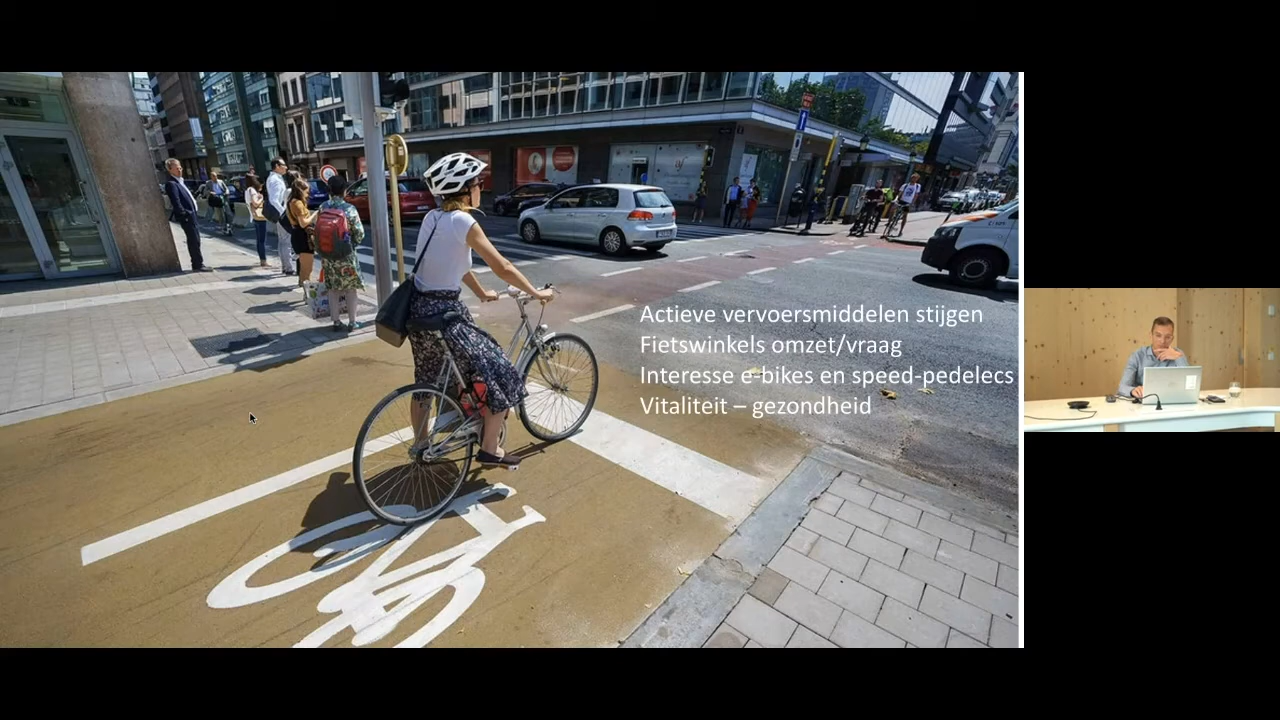 Actieve vervoersmiddelen stijgen
Fietswinkels omzet/vraag
Interesse e-bikes en speed-pedelecs
Vitaliteit – gezondheid